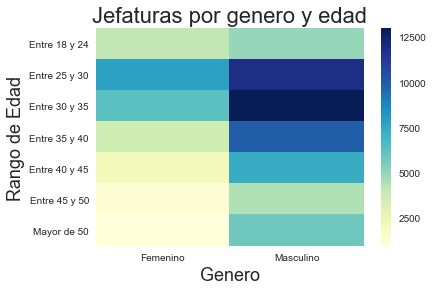 Jefaturas por genero y edad
Rango de Edad
Entre 18 y 24
Entre 25 y 30
Entre 30 y 35
Entre 35 y 40
Entre 40 y 45
Entre 45 y 50
Mayor de 50
Femenino
Masculino
Genero
12500
10000
7500
5000
2500